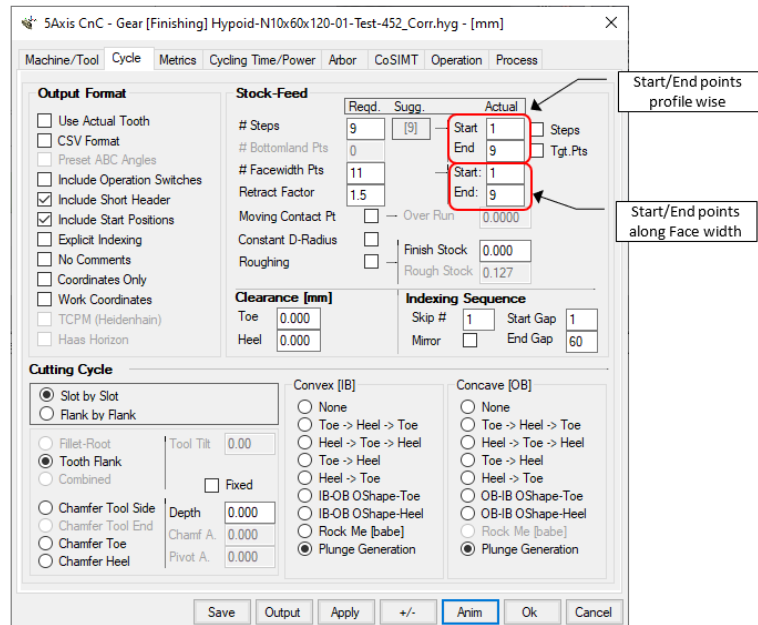 5Axis CnC - Gear [Finishing] Hypoid-N10x60x120-01-Test-452_Corr.hyg - [mm]
Machine/Tool Cycle Metrics Cycling Time/Power Arbor CoSIMT Operation Process
Output Format
Use Actual Tooth
CSV Format
Preset ABC Angles
Include Operation Switches
Include Short Header
Include Start Positions
Explicit Indexing
No Comments
Coordinates Only
Work Coordinates
TCPM (Heidenhain)
Haas Horizon
Stock-Feed
Reqd. Sugg. Actual
# Steps 9 [9] Start 1 Steps
# Bottomland Pts 0 End 9 Tgt.Pts
# Facewidth Pts 11 Start: 1
Retract Factor 1.5 End: 9
Moving Contact Pt Over Run 0.0000
Constant D-Radius
Finish Stock 0.000
Roughing
Rough Stock 0.127
Start/End points
profile wise
Start/End points
along Face width
Clearance [mm]
Toe 0.000
Heel 0.000
Indexing Sequence
Skip # 1 Start Gap 1
Mirror End Gap 60
Cutting Cycle
Slot by Slot
Flank by Flank
Fillet-Root Tool Tilt 0.00
Tooth Flank
Combined Fixed
Chamfer Tool Side Depth 0.000
Chamfer Tool End Chamf A. 0.000
Chamfer Toe
Pivot A. 0.000
Chamfer Heel
Convex [IB]
None
Toe -> Heel -> Toe
Heel -> Toe -> Heel
Toe -> Heel
Heel -> Toe
IB-OB OShape-Toe
IB-OB OShape-Heel
Rock Me [babe]
Plunge Generation
Concave [OB]
None
Toe -> Heel -> Toe
Heel -> Toe -> Heel
Toe -> Heel
Heel -> Toe
OB-IB OShape-Toe
OB-IB OShape-Heel
Rock Me [babe]
Plunge Generation
Save Output Apply +/- Anim Ok Cancel